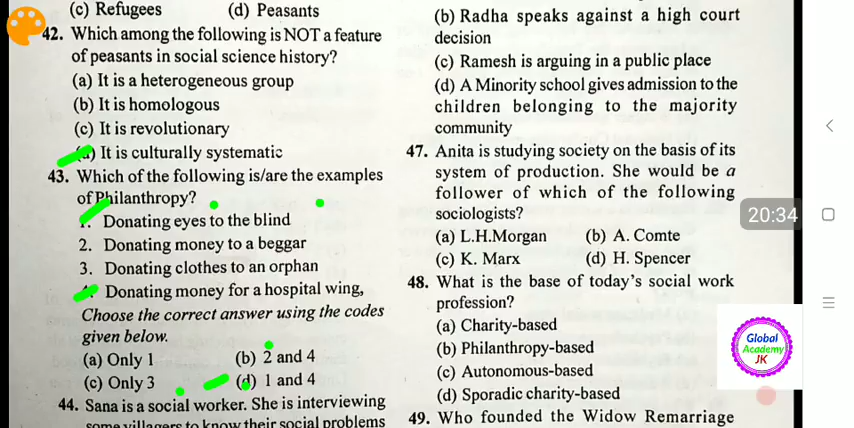 (c) Refugees (d) Peasants
42. Which among the following is NOT a feature
of peasants in social science history?
(a) It is a heterogeneous group
(b) It is homologous
(c) It is revolutionary
It is culturally systematic
43. Which of the following is/are the examples
of Philanthropy?
1. Donating eyes to the blind
2. Donating money to a beggar
3. Donating clothes to an orphan
Donating money for a hospital wing,
Choose the correct answer using the codes
given below.
(a) Only 1 (b) 2 and 4
(c) Only 3 (d) 1 and 4
44. Sana is a social worker. She is interviewing
some villagers to know their social problems
(b) Radha speaks against a high court
decision
(c) Ramesh is arguing in a public place
(d) A Minority school gives admission to the
children belonging to the majority
community
47. Anita is studying society on the basis of its
system of production. She would be a
follower of which of the following
sociologists?
(a) L.H.Morgan (b) A. Comte
(c) K. Marx (d) H. Spencer
48. What is the base of today's social work
profession?
(a) Charity-based
(b) Philanthropy-based
(c) Autonomous-based
(d) Sporadic charity-based
49. Who founded the Widow Remarriage
20:34
Global
Academy
JK